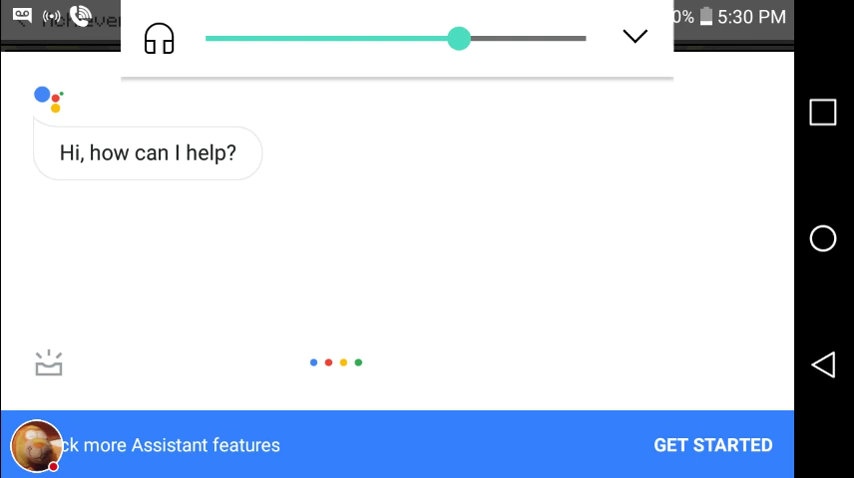 0% 5:30 PM
Hi, how can I help?
ck more Assistant features
GET STARTED